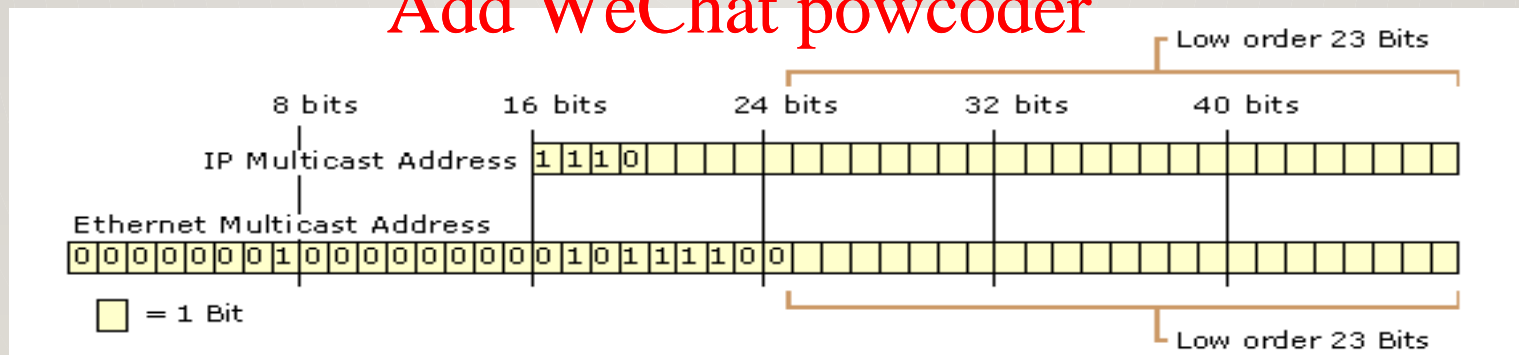 Add WeChat powcoder
Low order 23 Bits
8 bits 16 bits 24 bits 32 bits 40 bits
IP Multicast Address 1 1 1 0
Ethernet Multicast Address
0 0 0 0 0 0 0 1 0 0 0 0 0 0 0 0 0 1 0 1 1 1 1 0 0
= 1 Bit
Low order 23 Bits